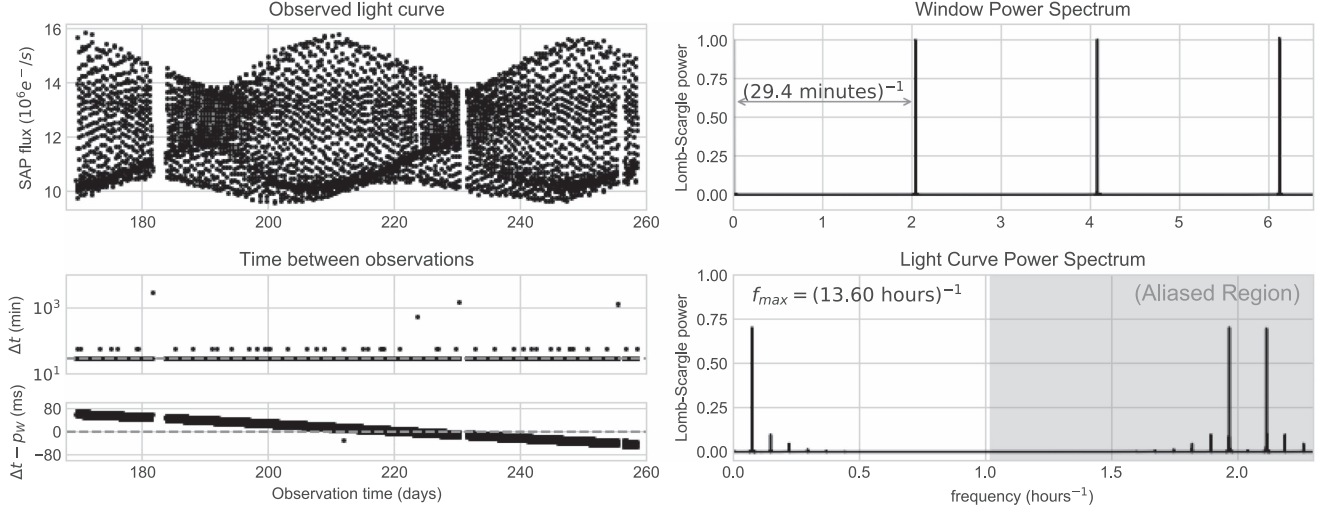 Observed light curve
SAP flux (10⁶e⁻/s)
16
14
12
10
180
200
220
240
260
Window Power Spectrum
Lomb-Scargle power
1.00
0.75
0.50
0.25
0.00
(29.4 minutes)⁻¹
0
1
2
3
4
5
6
Time between observations
Δt (min)
10³
10¹
Δt − p_W (ms)
80
0
−80
180
200
220
240
260
Observation time (days)
Light Curve Power Spectrum
Lomb-Scargle power
1.00
0.75
0.50
0.25
0.00
f_max = (13.60 hours)⁻¹
(Aliased Region)
0.0
0.5
1.0
1.5
2.0
frequency (hours⁻¹)